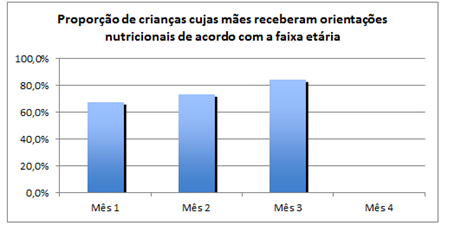 Proporção de crianças cujas mães receberam orientações
nutricionais de acordo com a faixa etária
100,0%
80,0%
60,0%
40,0%
20,0%
0,0%
Mês 1 Mês 2 Mês 3 Mês 4